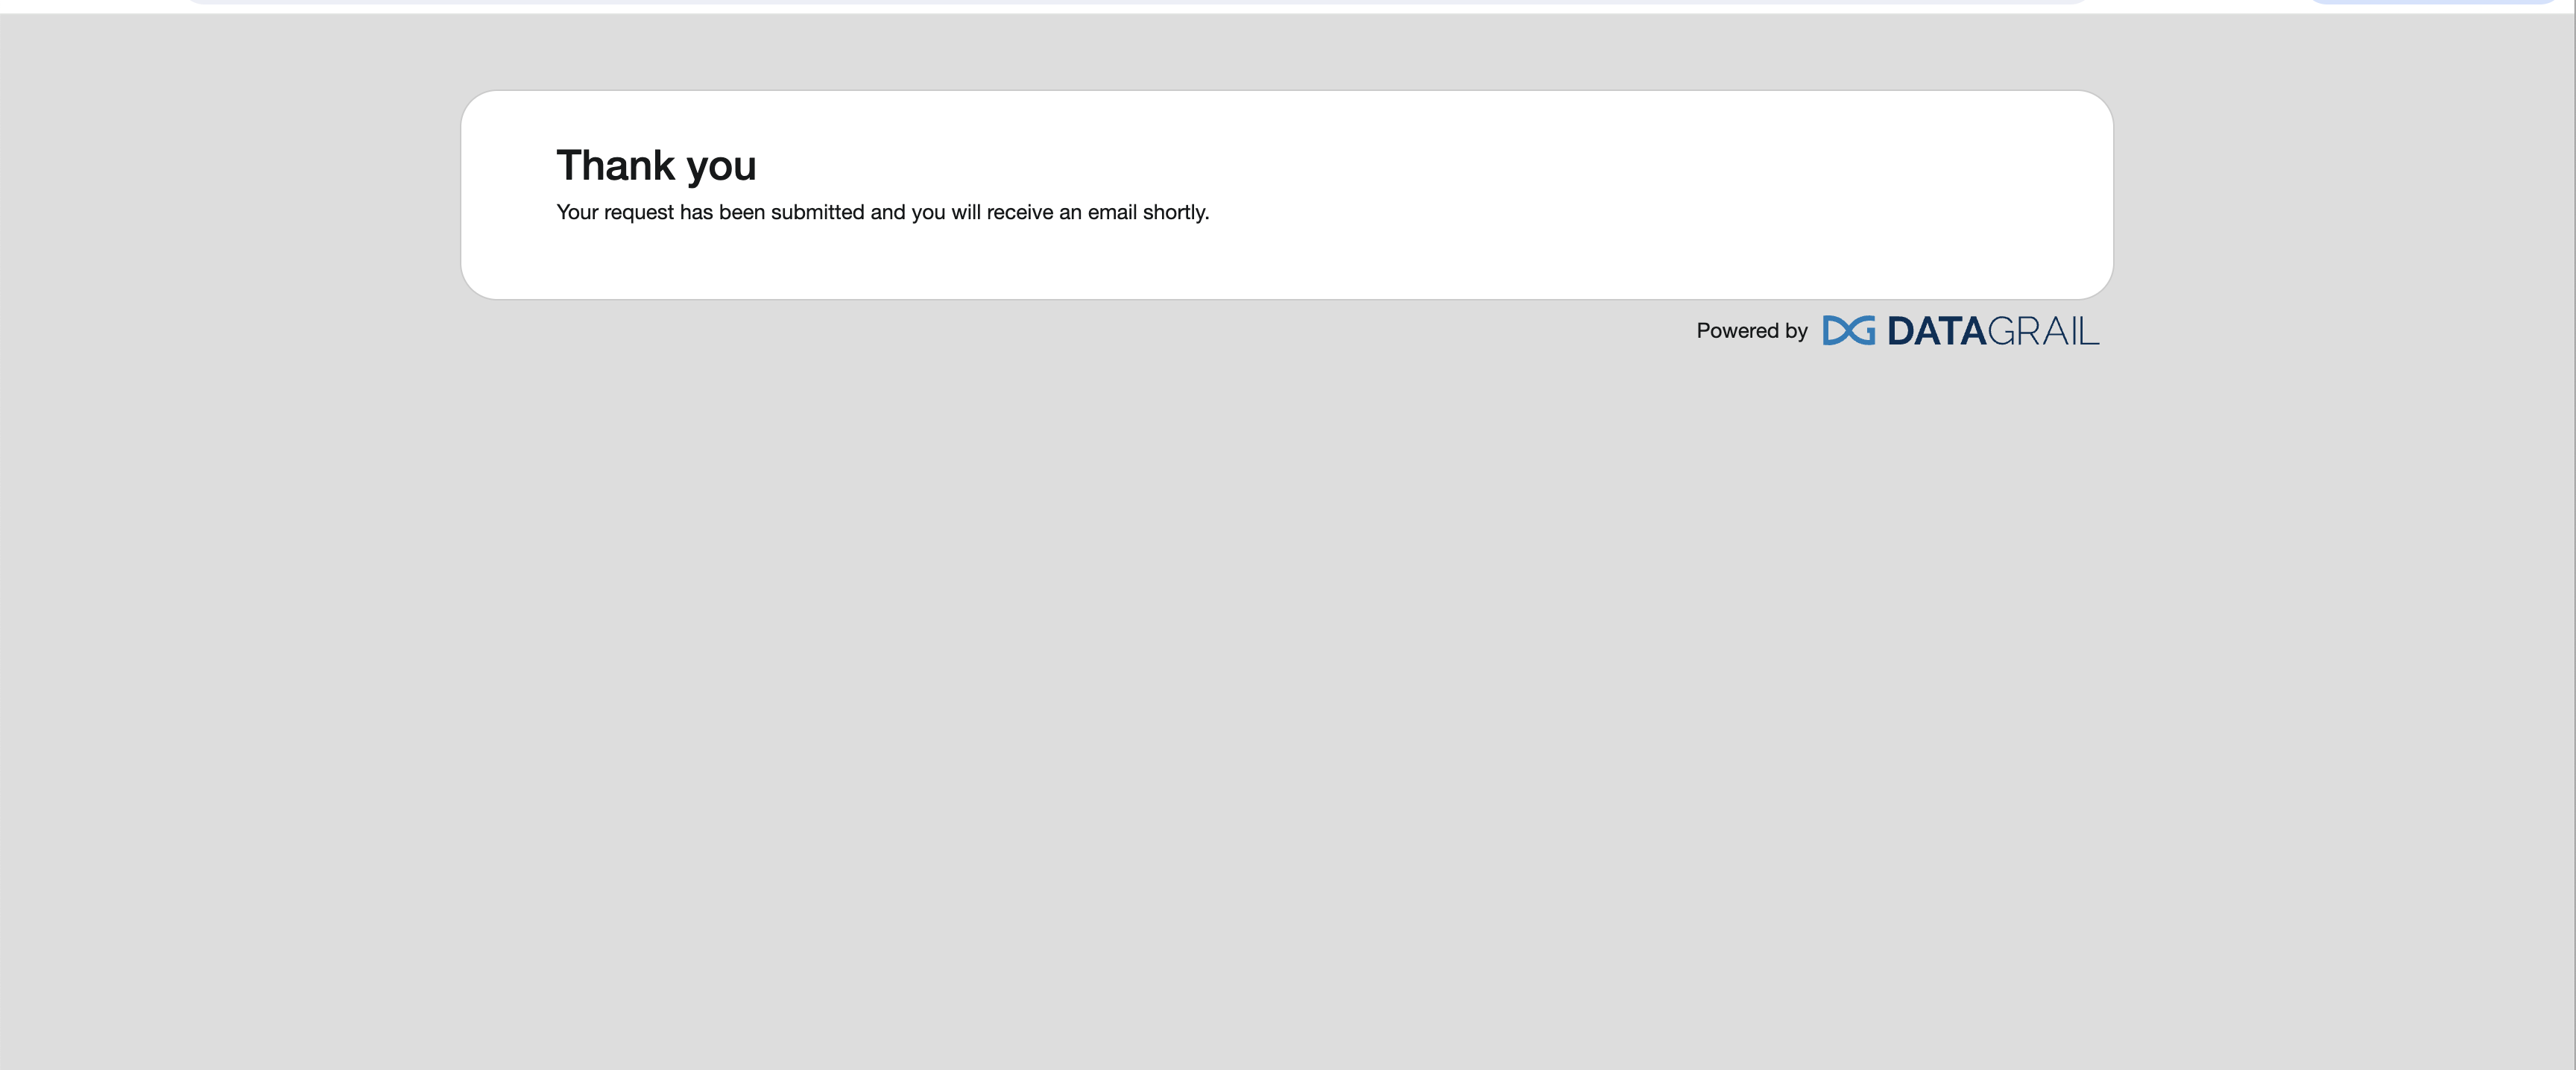 Thank you
Your request has been submitted and you will receive an email shortly.
Powered by DG DATAGRAIL